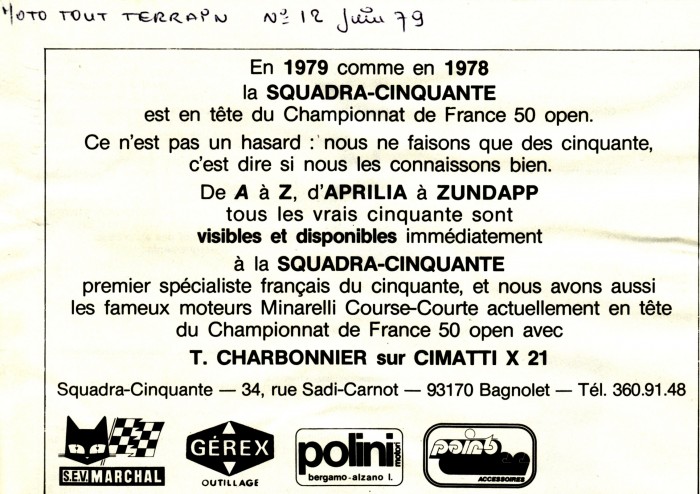 MOTO TOUT TERRAIN N° 12 Juin 79
En 1979 comme en 1978
la SQUADRA-CINQUANTE
est en tête du Championnat de France 50 open.
Ce n'est pas un hasard : nous ne faisons que des cinquante,
c'est dire si nous les connaissons bien.
De A à Z, d'APRILIA à ZUNDAPP
tous les vrais cinquante sont
visibles et disponibles immédiatement
à la SQUADRA-CINQUANTE
premier spécialiste français du cinquante, et nous avons aussi
les fameux moteurs Minarelli Course-Courte actuellement en tête
du Championnat de France 50 open avec
T. CHARBONNIER sur CIMATTI X 21
Squadra-Cinquante — 34, rue Sadi-Carnot — 93170 Bagnolet — Tél. 360.91.48
S.E.V. MARCHAL
GÉREX
OUTILLAGE
polini
motori
bergamo-alzano l.
points
ACCESSOIRES